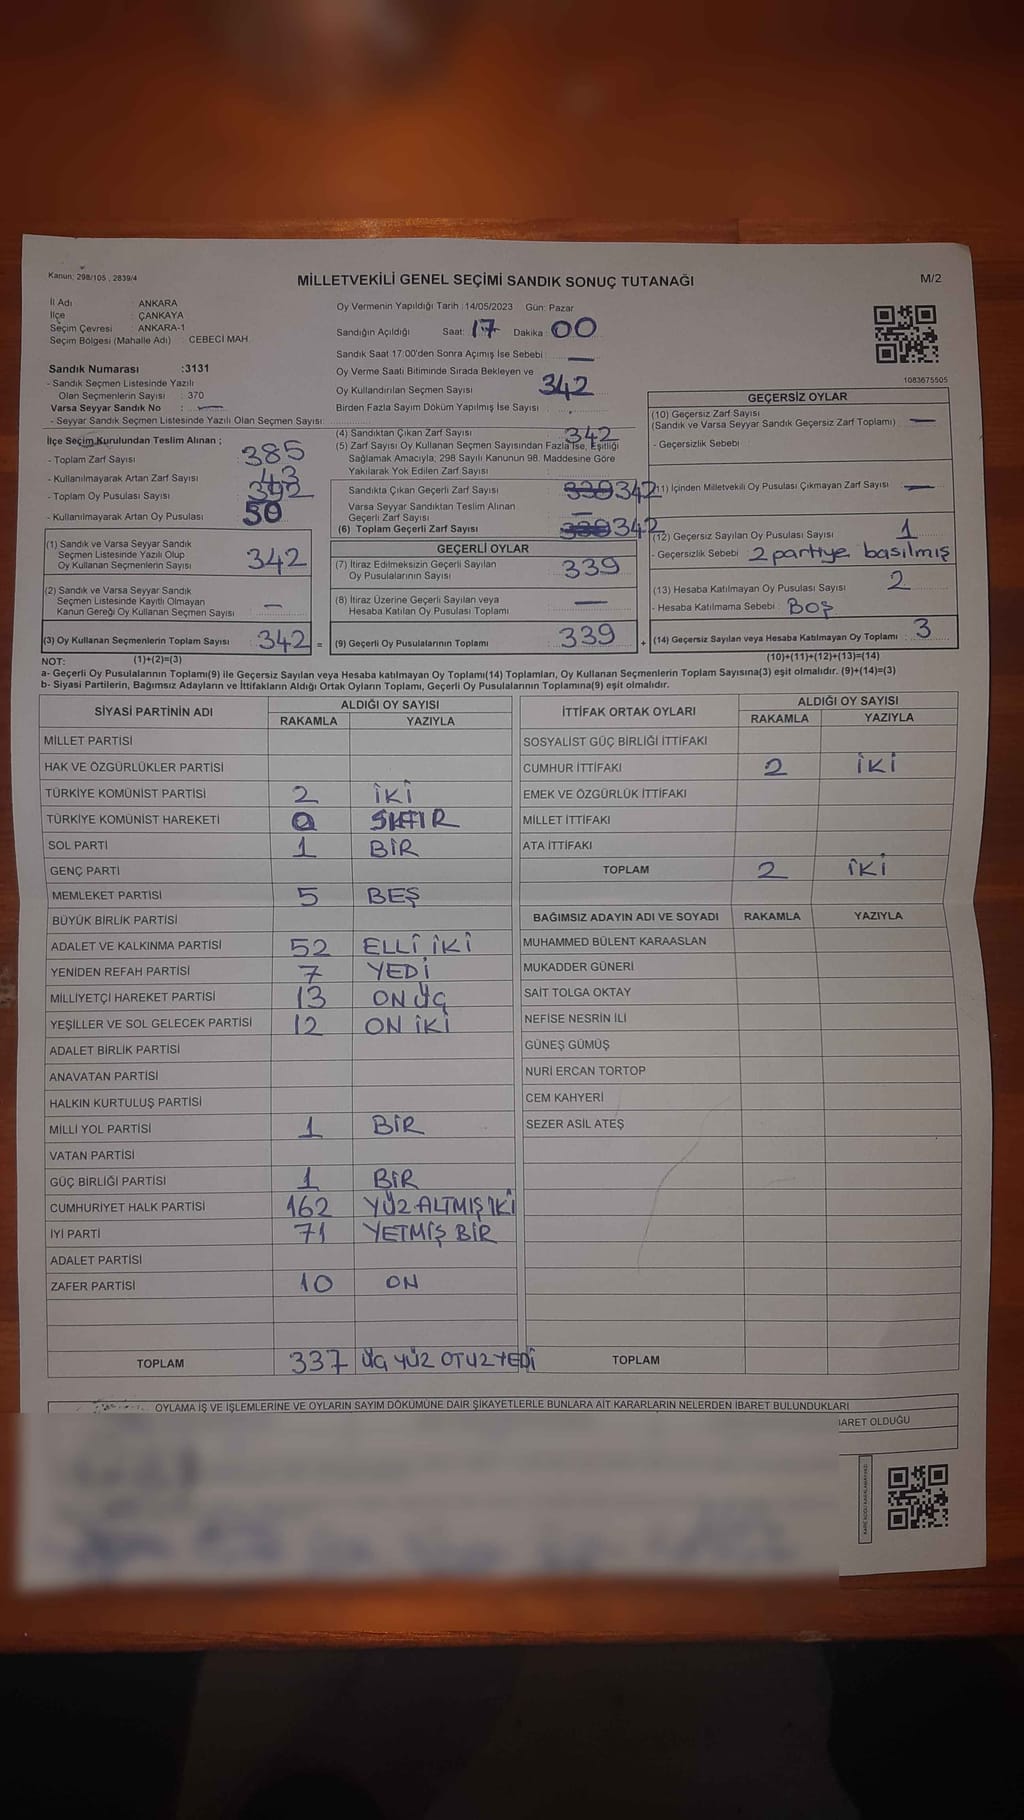 Kanun: 298/105 , 2839/4
MİLLETVEKİLİ GENEL SEÇİMİ SANDIK SONUÇ TUTANAĞI
M/2
İl Adı : ANKARA
İlçe : ÇANKAYA
Seçim Çevresi : ANKARA-1
Seçim Bölgesi (Mahalle Adı) : CEBECİ MAH.
Sandık Numarası :3131
- Sandık Seçmen Listesinde Yazılı
Olan Seçmenlerin Sayısı : 370
Varsa Seyyar Sandık No : —
- Seyyar Sandık Seçmen Listesinde Yazılı Olan Seçmen Sayısı:
Oy Vermenin Yapıldığı Tarih :14/05/2023 Gün: Pazar
Sandığın Açıldığı Saat: 17 Dakika : 00
Sandık Saat 17:00'den Sonra Açımış İse Sebebi : —
Oy Verme Saati Bitiminde Sırada Bekleyen ve
Oy Kullandırılan Seçmen Sayısı : 342
Birden Fazla Sayım Döküm Yapılmış İse Sayısı :
1083675505
İlçe Seçim Kurulundan Teslim Alınan ;
- Toplam Zarf Sayısı : 385
- Kullanılmayarak Artan Zarf Sayısı : 43
- Toplam Oy Pusulası Sayısı : 392
- Kullanılmayarak Artan Oy Pusulası : 50
(1) Sandık ve Varsa Seyyar Sandık
Seçmen Listesinde Yazılı Olup
Oy Kullanan Seçmenlerin Sayısı : 342
(2) Sandık ve Varsa Seyyar Sandık
Seçmen Listesinde Kayıtlı Olmayan
Kanun Gereği Oy Kullanan Seçmen Sayısı : —
(3) Oy Kullanan Seçmenlerin Toplam Sayısı : 342 =
(4) Sandıktan Çıkan Zarf Sayısı : 342
(5) Zarf Sayısı Oy Kullanan Seçmen Sayısından Fazla İse, Eşitliği
Sağlamak Amacıyla, 298 Sayılı Kanunun 98. Maddesine Göre
Yakılarak Yok Edilen Zarf Sayısı :
Sandıkta Çıkan Geçerli Zarf Sayısı : 339 342
Varsa Seyyar Sandıktan Teslim Alınan
Geçerli Zarf Sayısı : —
(6) Toplam Geçerli Zarf Sayısı : 342
GEÇERLİ OYLAR
(7) İtiraz Edilmeksizin Geçerli Sayılan
Oy Pusulalarının Sayısı : 339
(8) İtiraz Üzerine Geçerli Sayılan veya
Hesaba Katılan Oy Pusulası Toplamı : —
(9) Geçerli Oy Pusulalarının Toplamı : 339 +
GEÇERSİZ OYLAR
(10) Geçersiz Zarf Sayısı
(Sandık ve Varsa Seyyar Sandık Geçersiz Zarf Toplamı) : —
- Geçersizlik Sebebi :
(11) İçinden Milletvekili Oy Pusulası Çıkmayan Zarf Sayısı : —
(12) Geçersiz Sayılan Oy Pusulası Sayısı : 1
- Geçersizlik Sebebi : 2 partiye basılmış
(13) Hesaba Katılmayan Oy Pusulası Sayısı : 2
- Hesaba Katılmama Sebebi : Boş
(14) Geçersiz Sayılan veya Hesaba Katılmayan Oy Toplamı : 3
NOT: (1)+(2)=(3)
(10)+(11)+(12)+(13)=(14)
a- Geçerli Oy Pusulalarının Toplamı(9) ile Geçersiz Sayılan veya Hesaba katılmayan Oy Toplamı(14) Toplamları, Oy Kullanan Seçmenlerin Toplam Sayısına(3) eşit olmalıdır. (9)+(14)=(3)
b- Siyasi Partilerin, Bağımsız Adayların ve İttifakların Aldığı Ortak Oyların Toplamı, Geçerli Oy Pusulalarının Toplamına(9) eşit olmalıdır.
SİYASİ PARTİNİN ADI ALDIĞI OY SAYISI
RAKAMLA YAZIYLA
MİLLET PARTİSİ
HAK VE ÖZGÜRLÜKLER PARTİSİ
TÜRKİYE KOMÜNİST PARTİSİ 2 İKİ
TÜRKİYE KOMÜNİST HAREKETİ 0 SIFIR
SOL PARTİ 1 BİR
GENÇ PARTİ
MEMLEKET PARTİSİ 5 BEŞ
BÜYÜK BİRLİK PARTİSİ
ADALET VE KALKINMA PARTİSİ 52 ELLİ İKİ
YENİDEN REFAH PARTİSİ 7 YEDİ
MİLLİYETÇİ HAREKET PARTİSİ 13 ON ÜÇ
YEŞİLLER VE SOL GELECEK PARTİSİ 12 ON İKİ
ADALET BİRLİK PARTİSİ
ANAVATAN PARTİSİ
HALKIN KURTULUŞ PARTİSİ
MİLLİ YOL PARTİSİ 1 BİR
VATAN PARTİSİ
GÜÇ BİRLİĞİ PARTİSİ 1 BİR
CUMHURİYET HALK PARTİSİ 162 YÜZ ALTMIŞ İKİ
İYİ PARTİ 71 YETMİŞ BİR
ADALET PARTİSİ
ZAFER PARTİSİ 10 ON
TOPLAM 337 ÜÇ YÜZ OTUZ YEDİ
İTTİFAK ORTAK OYLARI ALDIĞI OY SAYISI
RAKAMLA YAZIYLA
SOSYALİST GÜÇ BİRLİĞİ İTTİFAKI
CUMHUR İTTİFAKI 2 İKİ
EMEK VE ÖZGÜRLÜK İTTİFAKI
MİLLET İTTİFAKI
ATA İTTİFAKI
TOPLAM 2 İKİ
BAĞIMSIZ ADAYIN ADI VE SOYADI RAKAMLA YAZIYLA
MUHAMMED BÜLENT KARAASLAN
MUKADDER GÜNERİ
SAİT TOLGA OKTAY
NEFİSE NESRİN İLİ
GÜNEŞ GÜMÜŞ
NURİ ERCAN TORTOP
CEM KAHYERİ
SEZER ASİL ATEŞ
TOPLAM
OYLAMA İŞ VE İŞLEMLERİNE VE OYLARIN SAYIM DÖKÜMÜNE DAİR ŞİKAYETLERLE BUNLARA AİT KARARLARIN NELERDEN İBARET BULUNDUKLARI
BARET OLDUĞU